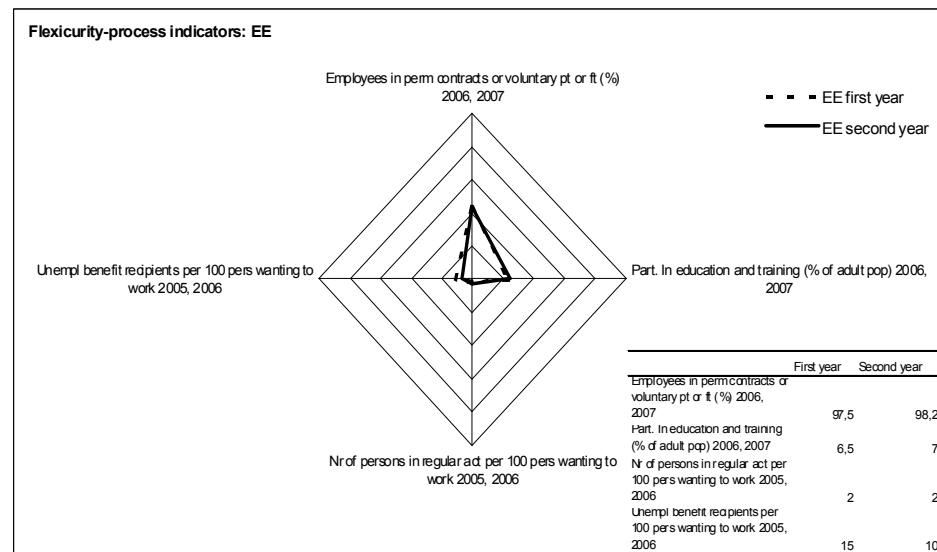 Flexicurity-process indicators: EE
Employees in perm contracts or voluntary pt or ft (%)
2006, 2007
EE first year
EE second year
Unempl benefit recipients per 100 pers wanting to
work 2005, 2006
Part. In education and training (% of adult pop) 2006,
2007
Nr of persons in regular act per 100 pers wanting to
work 2005, 2006
First year Second year
Employees in perm contracts or
voluntary pt or ft (%) 2006,
2007 97,5 98,2
Part. In education and training
(% of adult pop) 2006, 2007 6,5 7
Nr of persons in regular act per
100 pers wanting to work 2005,
2006 2 2
Unempl benefit recipients per
100 pers wanting to work 2005,
2006 15 10